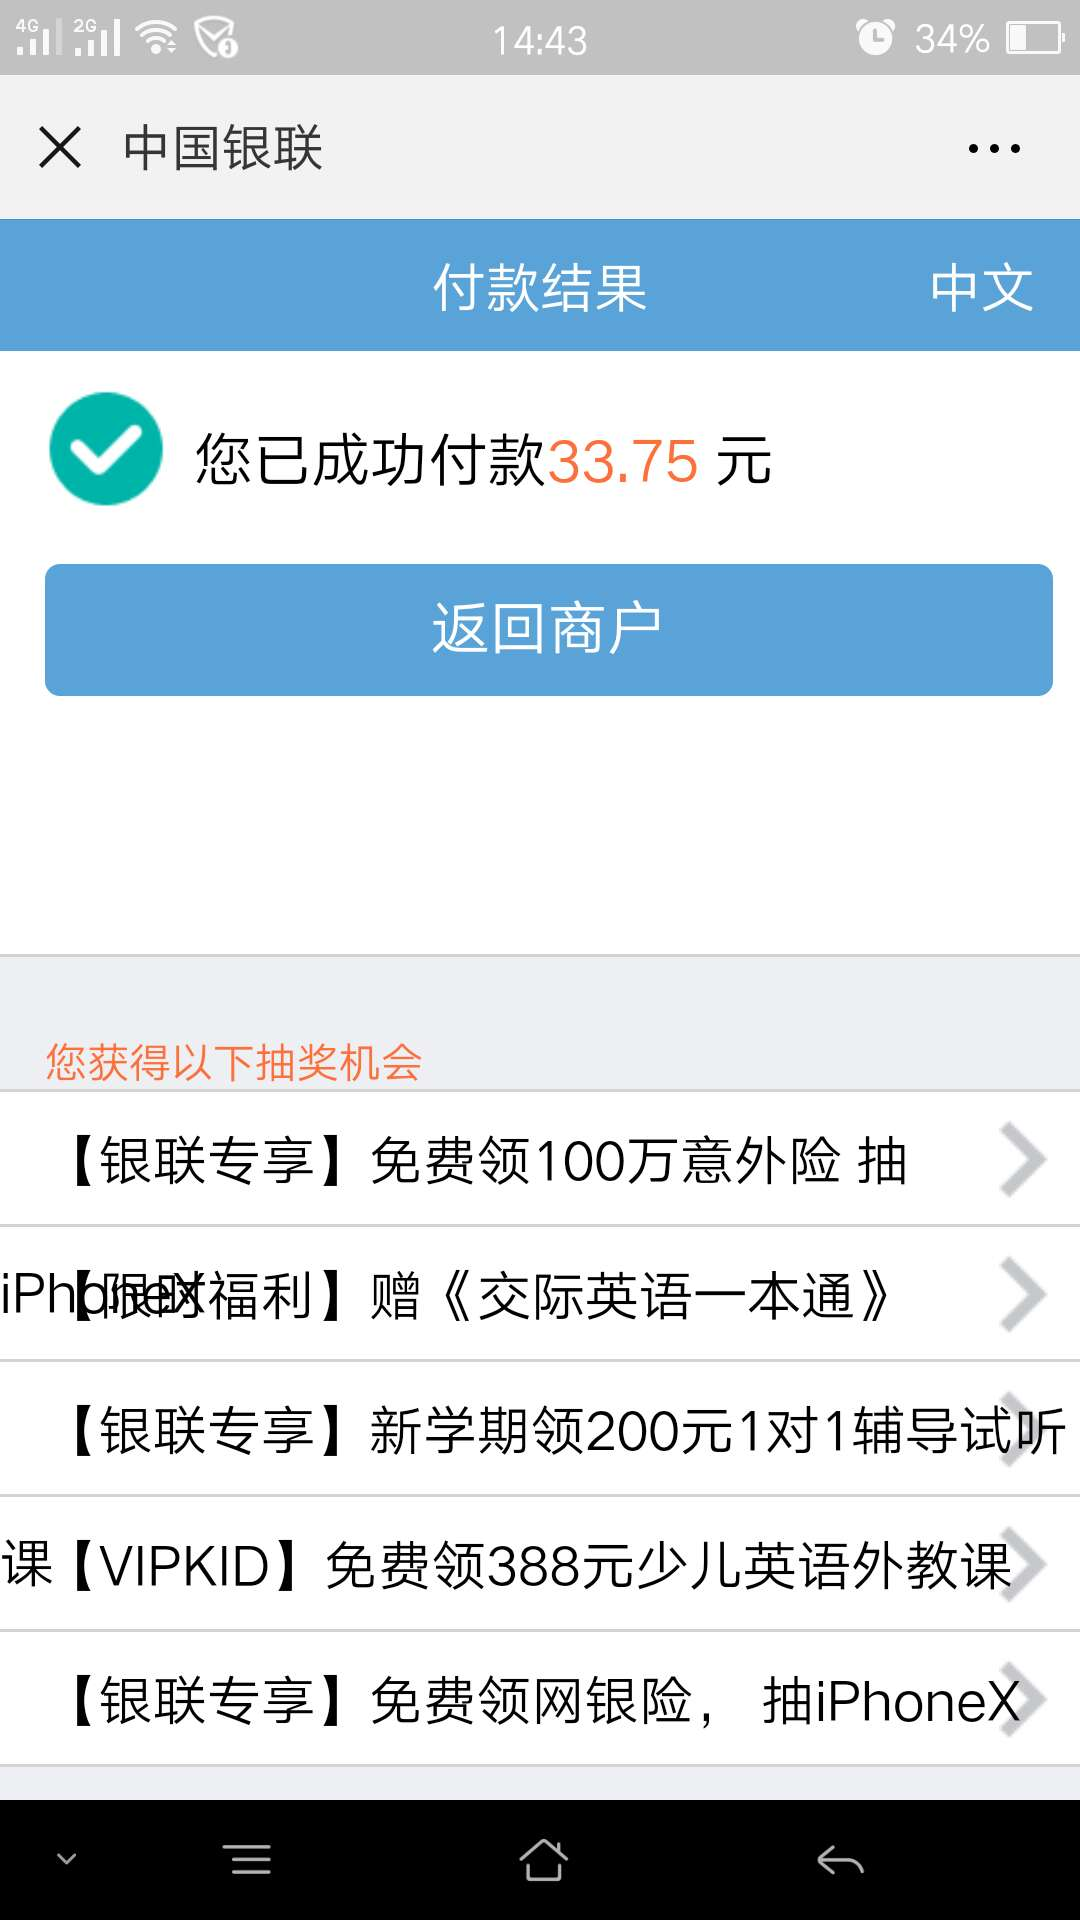 4G 2G 14:43 34%
中国银联
付款结果 中文
您已成功付款33.75 元
返回商户
您获得以下抽奖机会
【银联专享】免费领100万意外险 抽
iPhoneX【限时福利】赠《交际英语一本通》
【银联专享】新学期领200元1对1辅导试听
课【VIPKID】免费领388元少儿英语外教课
【银联专享】免费领网银险， 抽iPhoneX